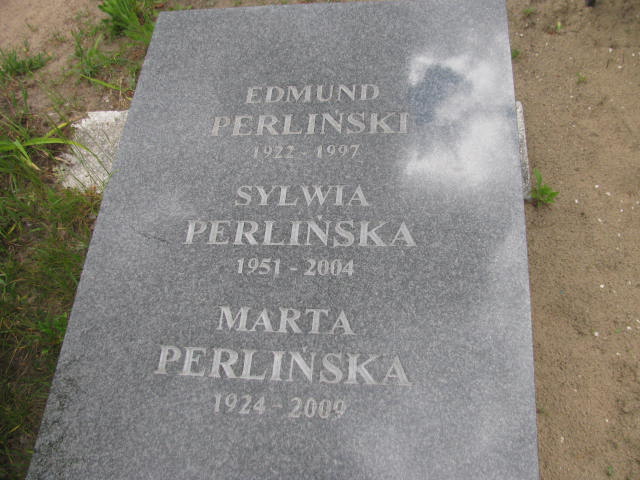 EDMUND
PERLIŃSKI
1922 - 1997
SYLWIA
PERLIŃSKA
1951 - 2004
MARTA
PERLIŃSKA
1924 - 2009